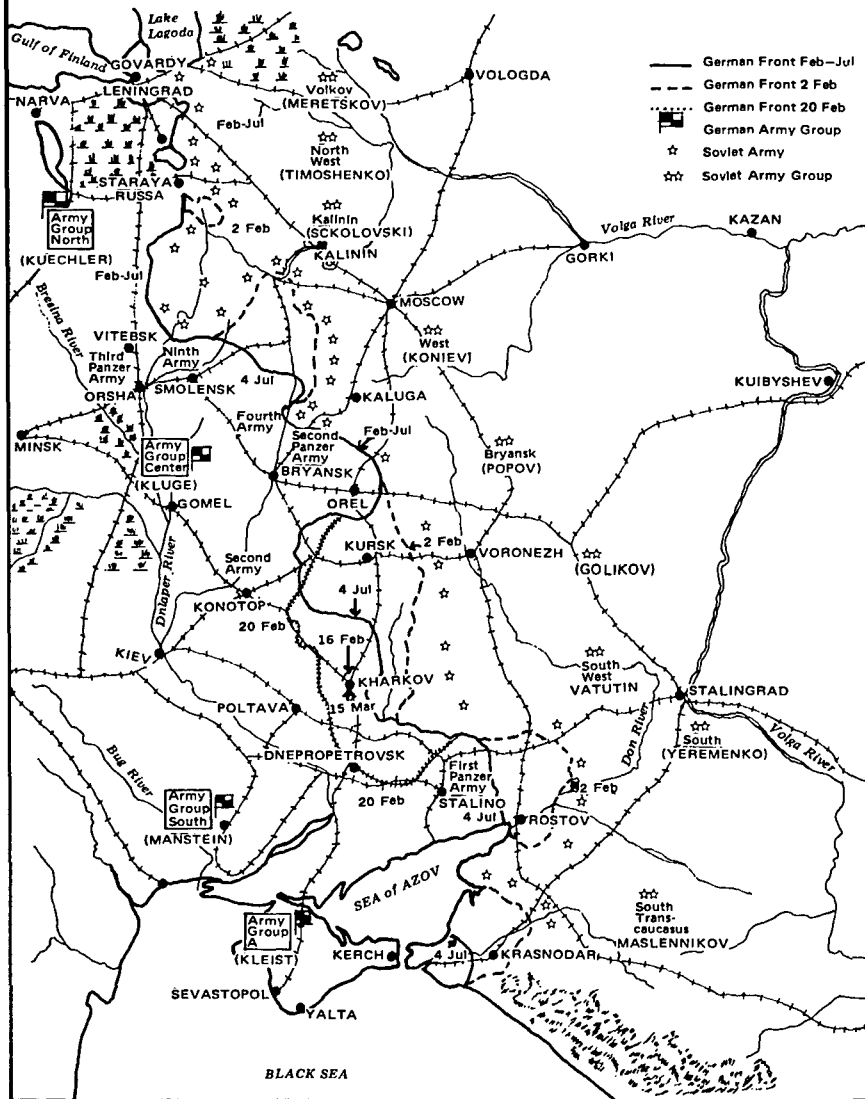 Lake
Lagoda
Gulf of Finland
GOVARDY
LENINGRAD
NARVA
Volkov
(MERETSKOV)
VOLOGDA
German Front Feb–Jul
German Front 2 Feb
German Front 20 Feb
German Army Group
Soviet Army
Soviet Army Group
Feb-Jul
North
West
(TIMOSHENKO)
STARAYA
RUSSA
Army
Group
North
(KUECHLER)
2 Feb
Kalinin
(SCKOLOVSKI)
KALININ
Volga River
KAZAN
GORKI
Feb-Jul
Bresina River
MOSCOW
West
(KONIEV)
VITEBSK
Third
Panzer
Army
Ninth
Army
4 Jul
ORSHA
SMOLENSK
KALUGA
KUIBYSHEV
Fourth
Army
MINSK
Army
Group
Center
(KLUGE)
Second
Panzer
Army
Feb-Jul
BRYANSK
Bryansk
(POPOV)
GOMEL
OREL
Dnlaper River
Second
Army
KURSK
2 Feb
VORONEZH
(GOLIKOV)
KONOTOP
4 Jul
20 Feb
16 Feb
KIEV
KHARKOV
15 Mar
South
West
VATUTIN
STALINGRAD
POLTAVA
Don River
South
(YEREMENKO)
Volga River
Bug River
DNEPROPETROVSK
First
Panzer
Army
20 Feb
STALINO
2 Feb
4 Jul
ROSTOV
Army
Group
South
(MANSTEIN)
SEA of AZOV
South
Trans-
caucasus
MASLENNIKOV
Army
Group
A
(KLEIST)
KERCH
4 Jul
KRASNODAR
SEVASTOPOL
YALTA
BLACK SEA